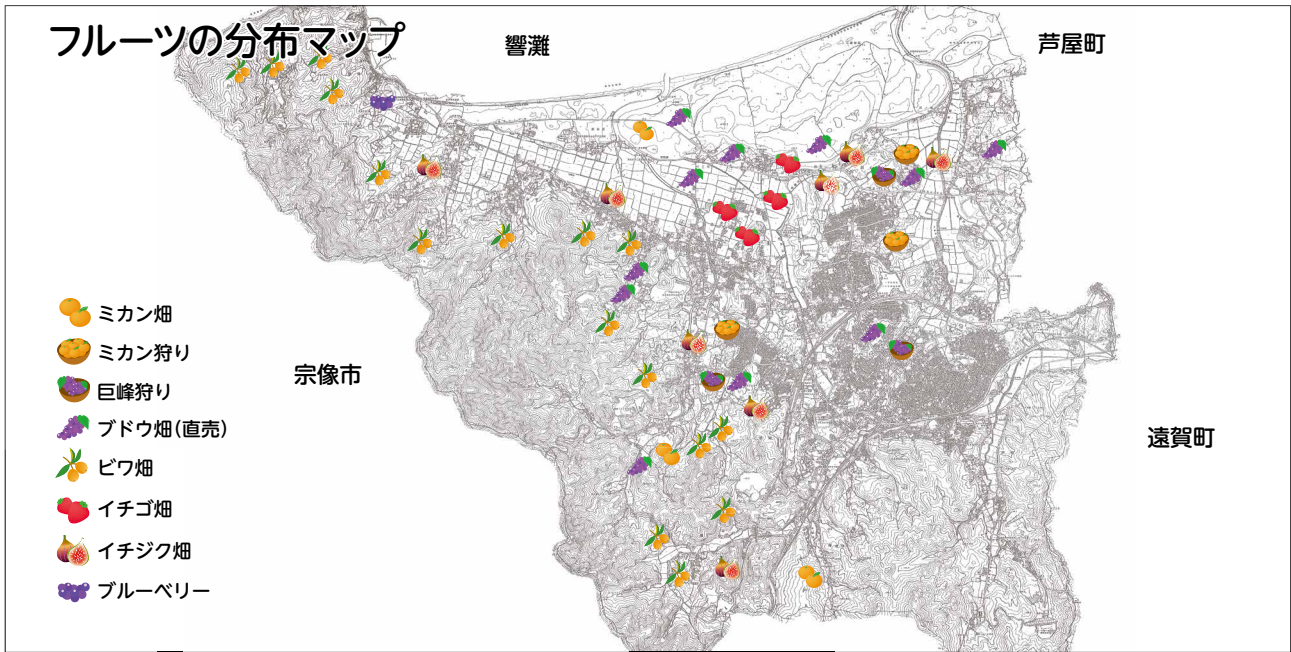 フルーツの分布マップ
響灘
芦屋町
ミカン畑
ミカン狩り
巨峰狩り
ブドウ畑（直売）
ビワ畑
イチゴ畑
イチジク畑
ブルーベリー
宗像市
遠賀町